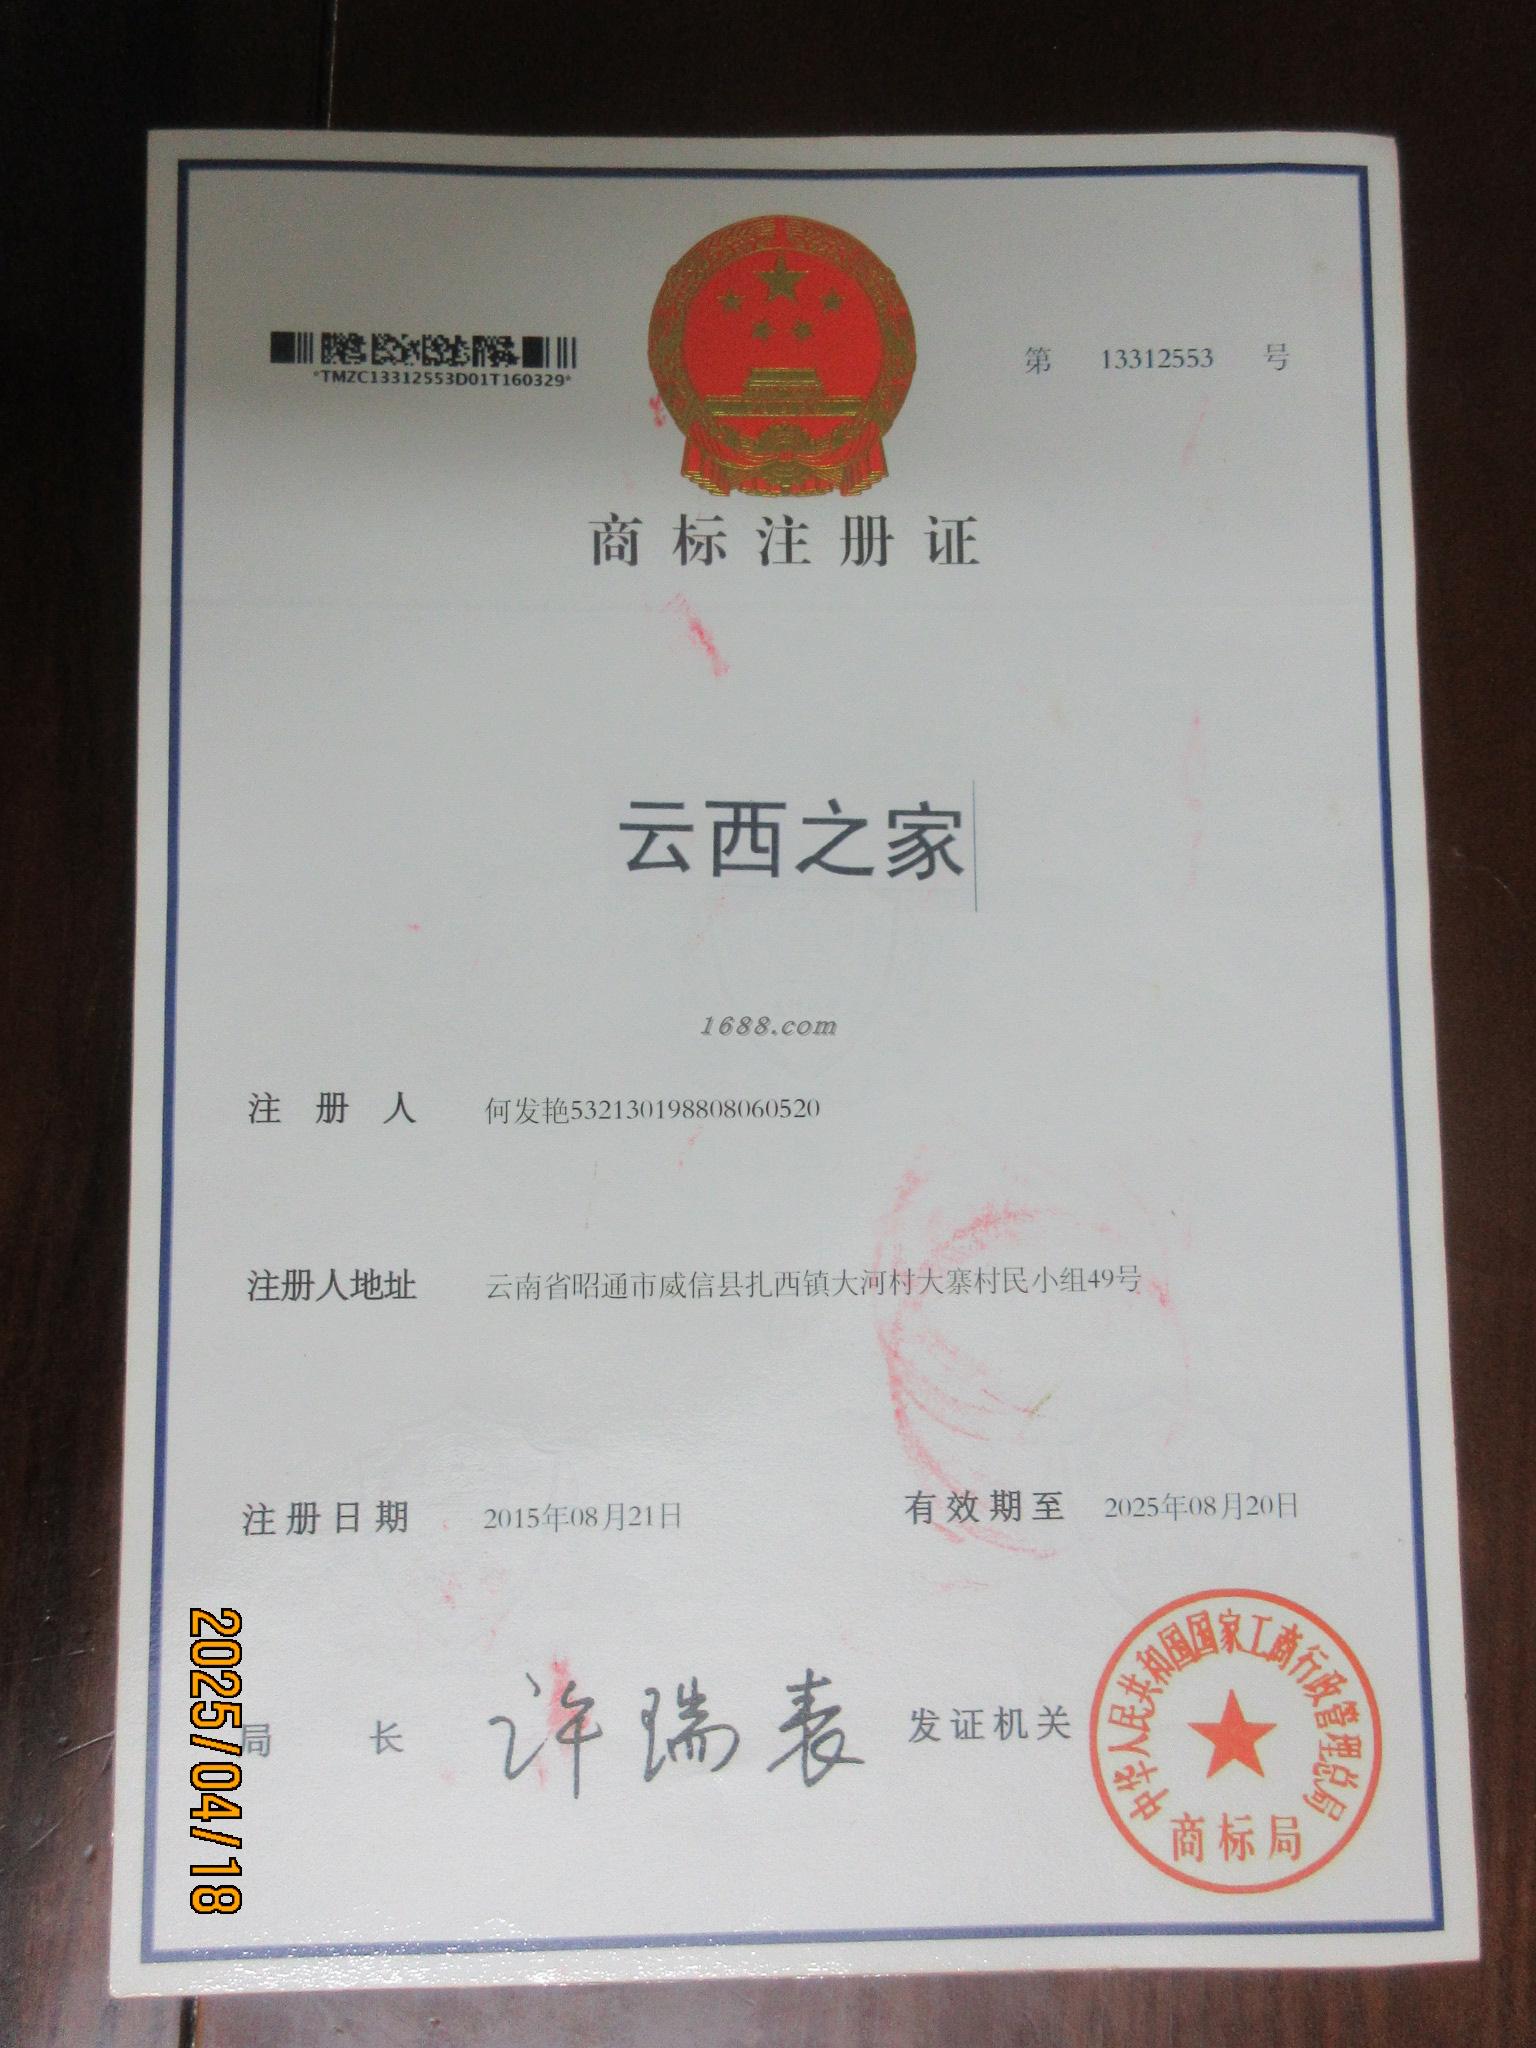 *TMZC13312553D01T160329*
第 13312553 号
商标注册证
云西之家
1688.com
注册人 何发艳532130198808060520
注册人地址 云南省昭通市威信县扎西镇大河村大寨村民小组49号
注册日期 2015年08月21日 有效期至 2025年08月20日
局长 许瑞表 发证机关
中华人民共和国国家工商行政管理总局
商标局
2025/04/18